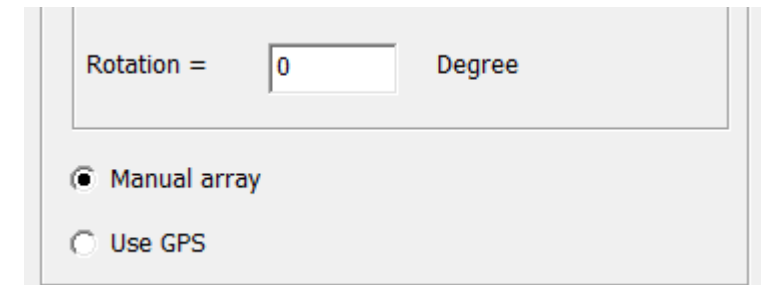 Rotation = 0 Degree
Manual array
Use GPS